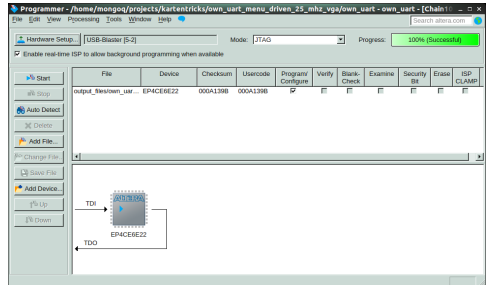 Programmer - /home/mongoq/projects/kartentricks/own_uart_menu_driven_25_mhz_vga/own_uart - own_uart - [Chain1
File Edit View Processing Tools Window Help
Search altera.com
Hardware Setup... USB-Blaster [5-2] Mode: JTAG Progress: 100% (Successful)
Enable real-time ISP to allow background programming when available
Start
Stop
Auto Detect
Delete
Add File...
Change File
Save File
Add Device...
Up
Down
File Device Checksum Usercode Program/ Configure Verify Blank- Check Examine Security Bit Erase ISP CLAMP
output_files/own_uar... EP4CE6E22 000A139B 000A139B
TDI
EP4CE6E22
TDO